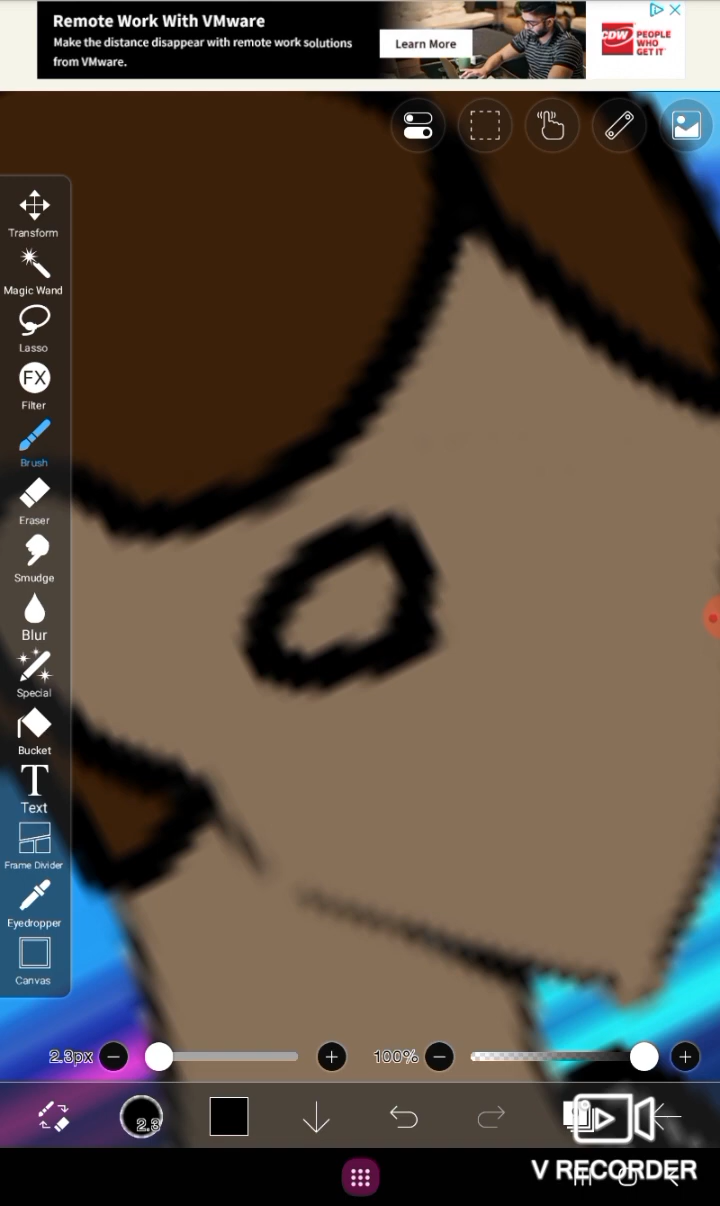 Remote Work With VMware
Make the distance disappear with remote work solutions
from VMware.
Learn More
CDW
PEOPLE
WHO
GET IT
Transform
Magic Wand
Lasso
FX
Filter
Brush
Eraser
Smudge
Blur
Special
Bucket
T
Text
Frame Divider
Eyedropper
Canvas
2.3px
100%
2.3
V RECORDER